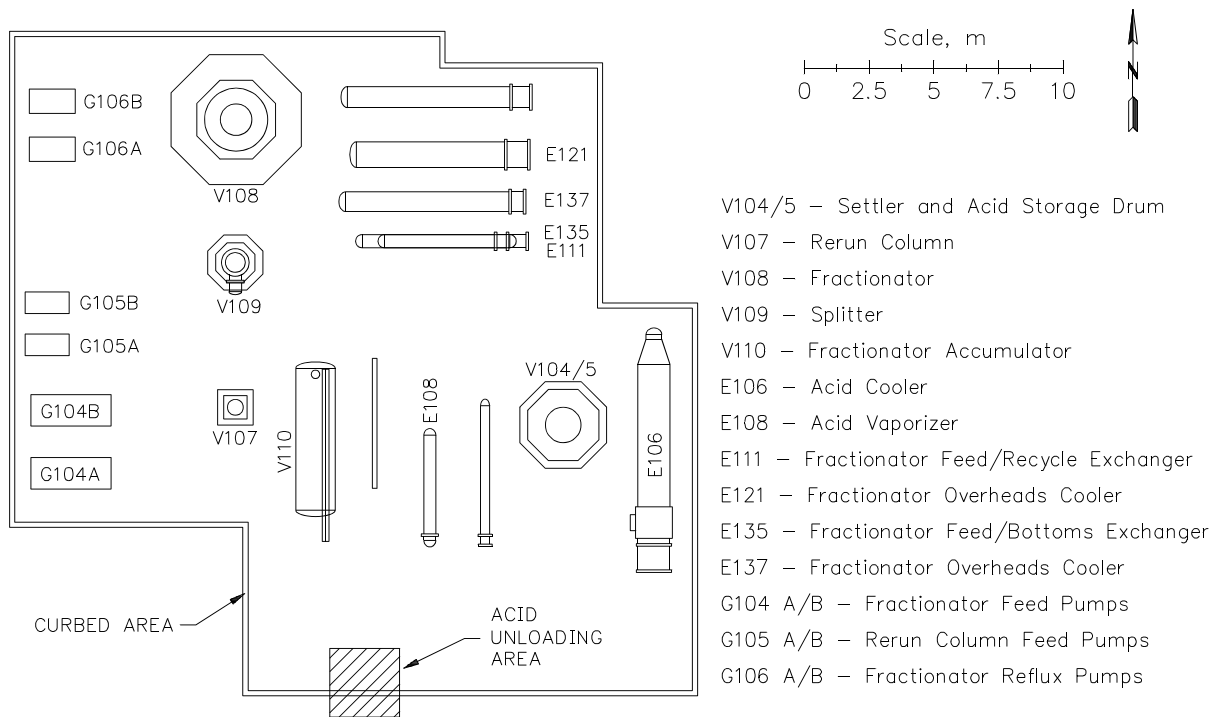 Scale, m
0 2.5 5 7.5 10
N
G106B
G106A
V108
E121
E137
E135
E111
V109
G105B
G105A
G104B
G104A
V107
V110
E108
V104/5
E106
CURBED AREA
ACID
UNLOADING
AREA
V104/5 – Settler and Acid Storage Drum
V107 – Rerun Column
V108 – Fractionator
V109 – Splitter
V110 – Fractionator Accumulator
E106 – Acid Cooler
E108 – Acid Vaporizer
E111 – Fractionator Feed/Recycle Exchanger
E121 – Fractionator Overheads Cooler
E135 – Fractionator Feed/Bottoms Exchanger
E137 – Fractionator Overheads Cooler
G104 A/B – Fractionator Feed Pumps
G105 A/B – Rerun Column Feed Pumps
G106 A/B – Fractionator Reflux Pumps